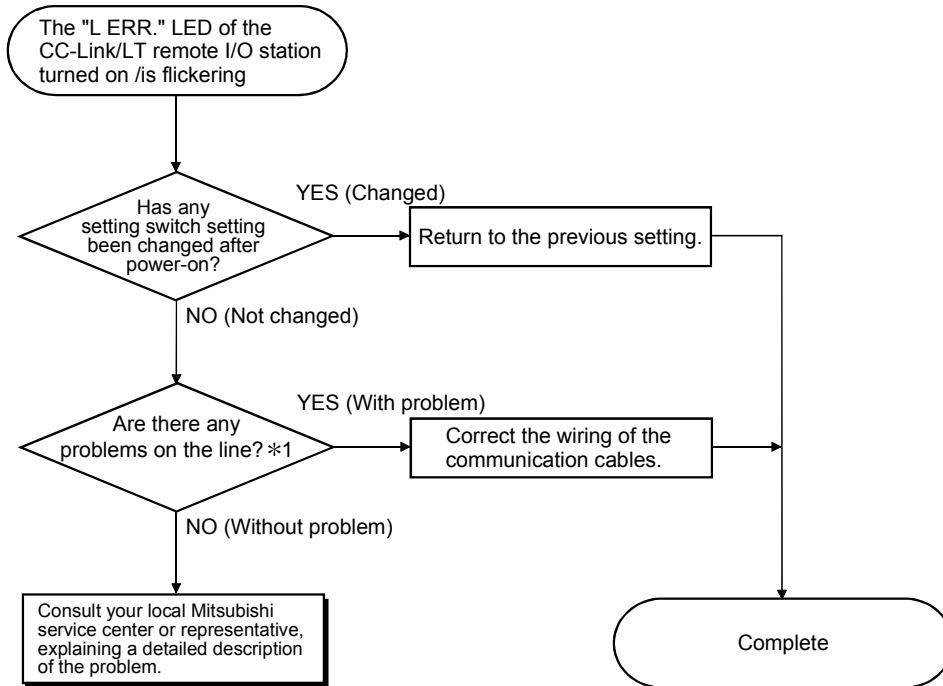 The "L ERR." LED of the
CC-Link/LT remote I/O station
turned on /is flickering
Has any
setting switch setting
been changed after
power-on?
YES (Changed)
Return to the previous setting.
NO (Not changed)
Are there any
problems on the line? *1
YES (With problem)
Correct the wiring of the
communication cables.
NO (Without problem)
Consult your local Mitsubishi
service center or representative,
explaining a detailed description
of the problem.
Complete